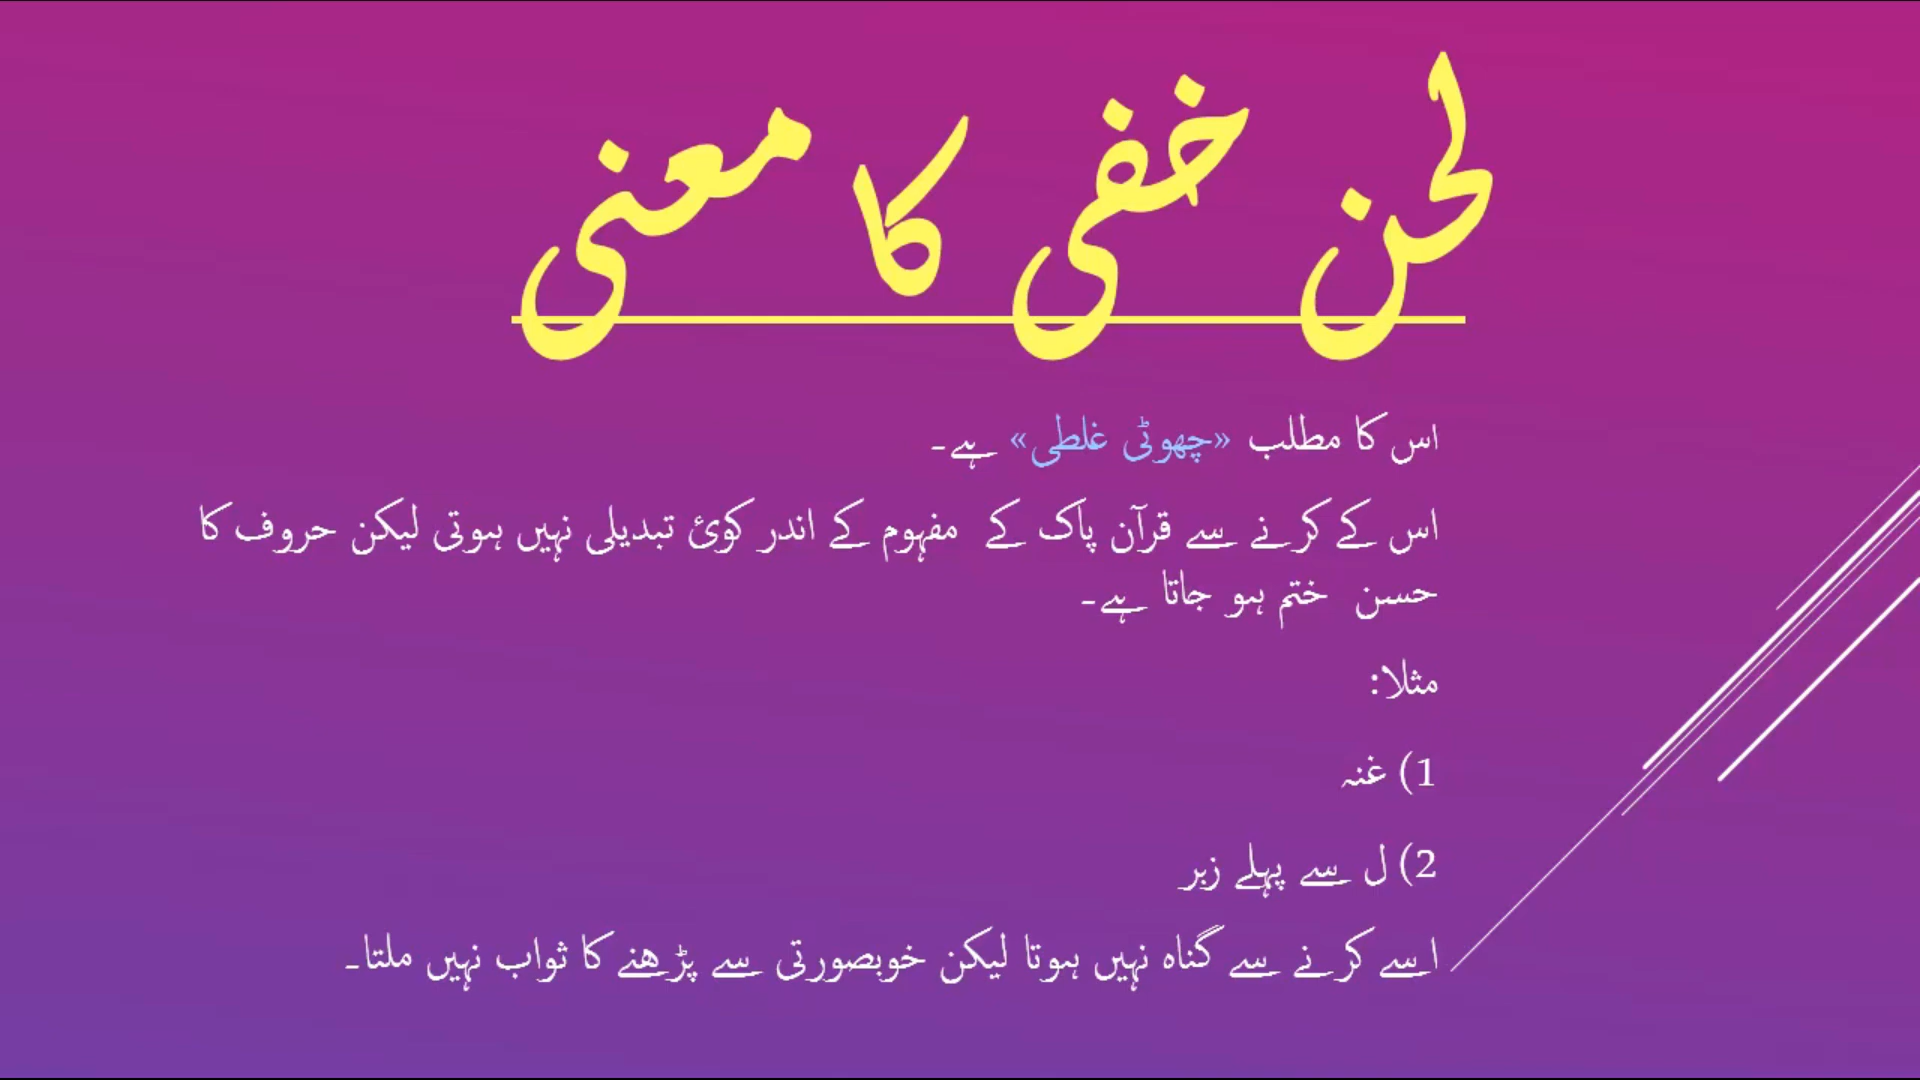 لحن خفی کا معنی
اس کا مطلب «چھوٹی غلطی» ہے۔
اس کے کرنے سے قرآن پاک کے مفہوم کے اندر کوئ تبدیلی نہیں ہوتی لیکن حروف کا
حسن ختم ہو جاتا ہے۔
مثلا:
1) غنہ
2) ل سے پہلے زبر
اسے کرنے سے گناہ نہیں ہوتا لیکن خوبصورتی سے پڑھنے کا ثواب نہیں ملتا۔